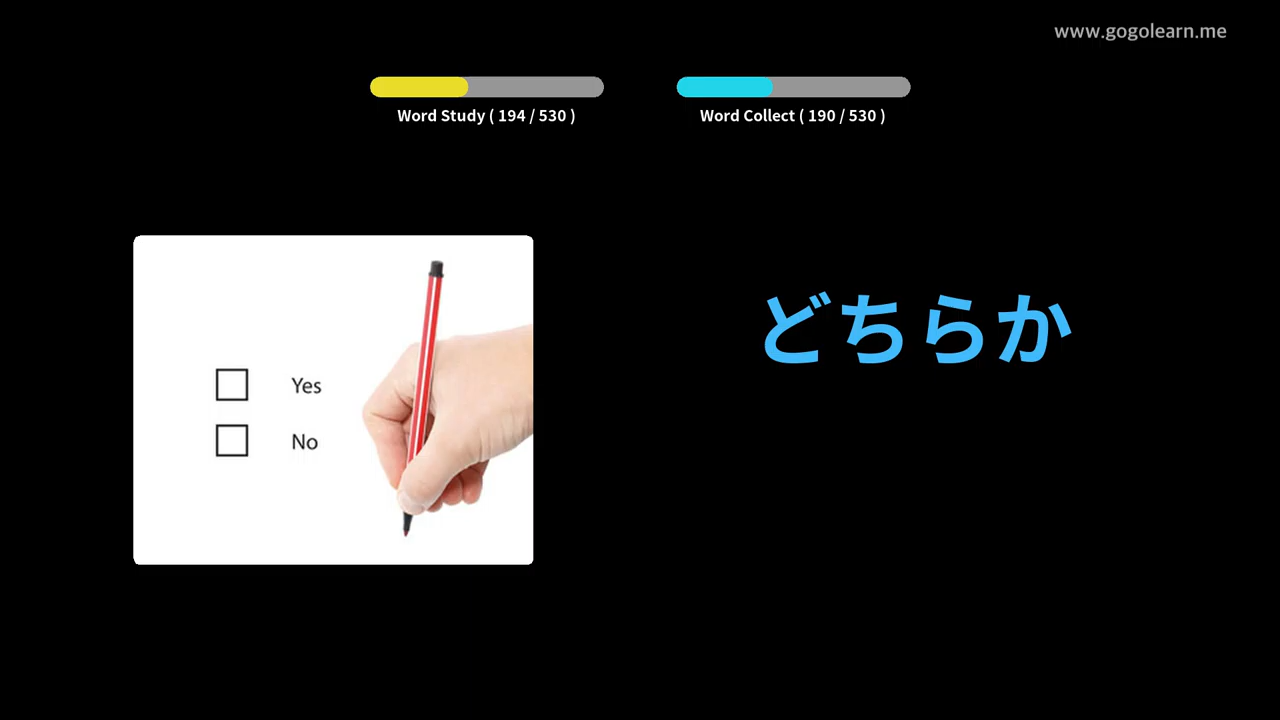 www.gogolearn.me
Word Study ( 194 / 530 )
Word Collect ( 190 / 530 )
どちらか
Yes
No